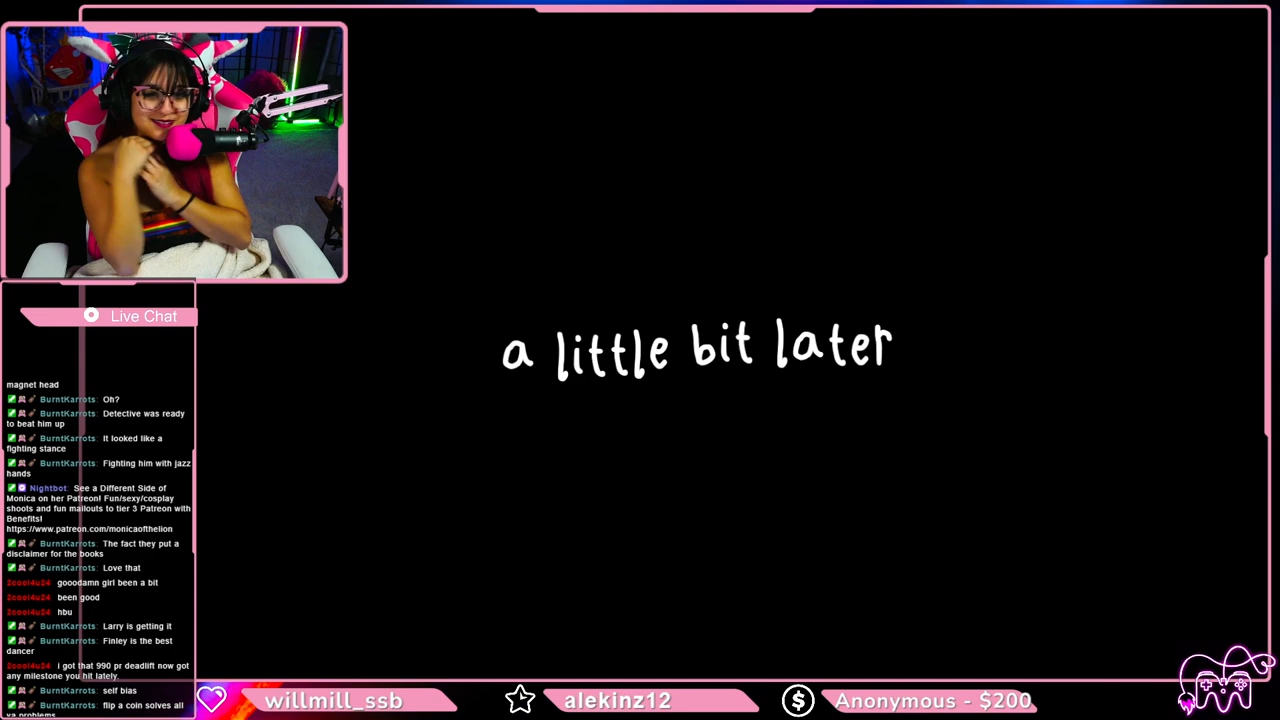 a little bit later
Live Chat
magnet head
BurntKarrots: Oh?
BurntKarrots: Detective was ready
to beat him up
BurntKarrots: It looked like a
fighting stance
BurntKarrots: Fighting him with jazz
hands
Nightbot: See a Different Side of
Monica on her Patreon! Fun/sexy/cosplay
shoots and fun mailouts to tier 3 Patreon with
Benefits!
https://www.patreon.com/monicaofthelion
BurntKarrots: The fact they put a
disclaimer for the books
BurntKarrots: Love that
2cool4u24: gooodamn girl been a bit
2cool4u24: been good
2cool4u24: hbu
BurntKarrots: Larry is getting it
BurntKarrots: Finley is the best
dancer
2cool4u24: i got that 990 pr deadlift now got
any milestone you hit lately.
BurntKarrots: self bias
BurntKarrots: flip a coin solves all
ya problems
willmill_ssb
alekinz12
Anonymous - $200